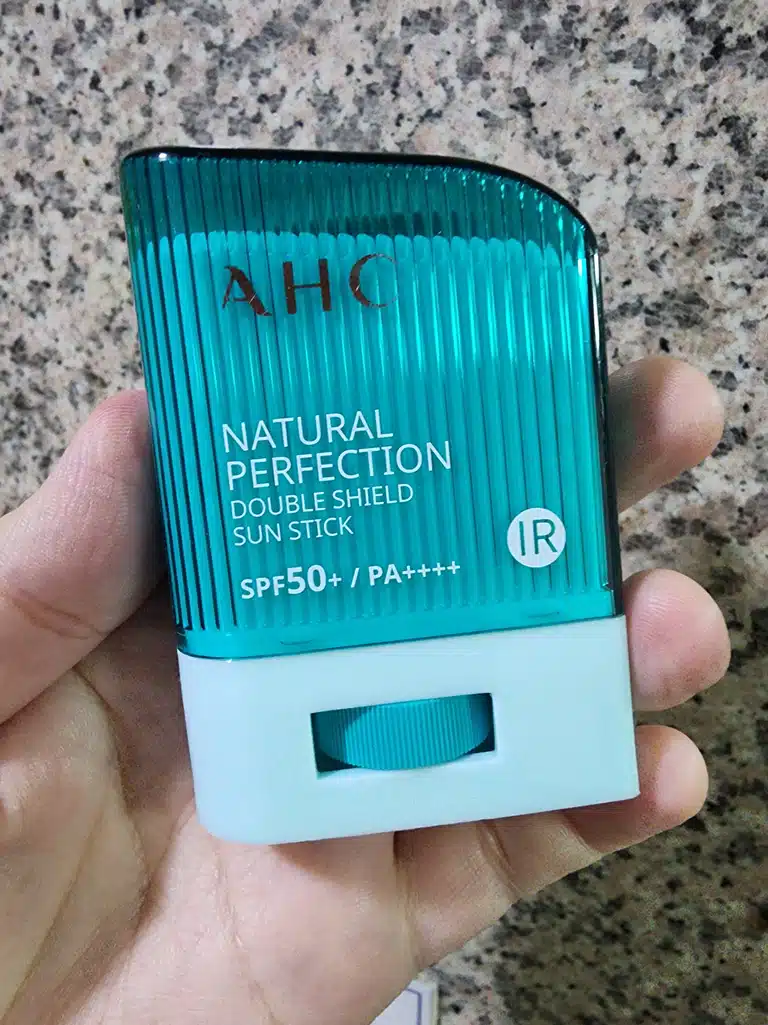 AHC
NATURAL
PERFECTION
DOUBLE SHIELD
SUN STICK
IR
SPF50+ / PA++++